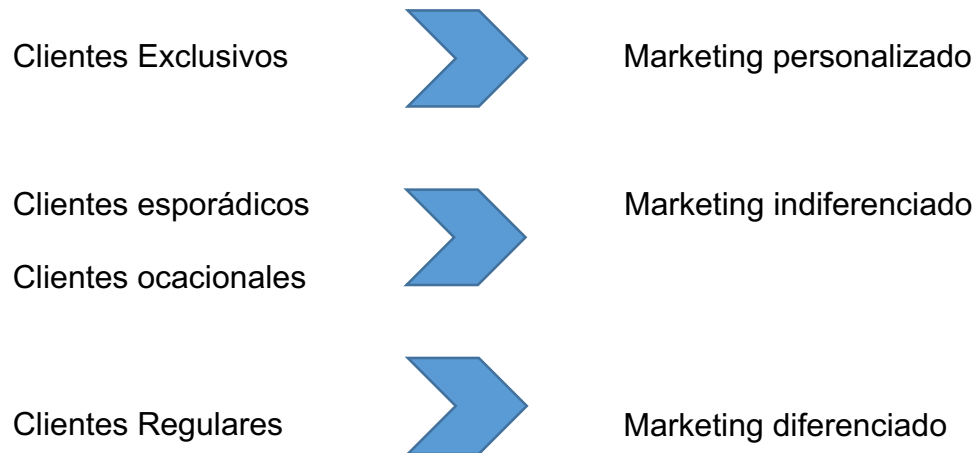 Clientes Exclusivos
Marketing personalizado
Clientes esporádicos
Marketing indiferenciado
Clientes ocacionales
Clientes Regulares
Marketing diferenciado